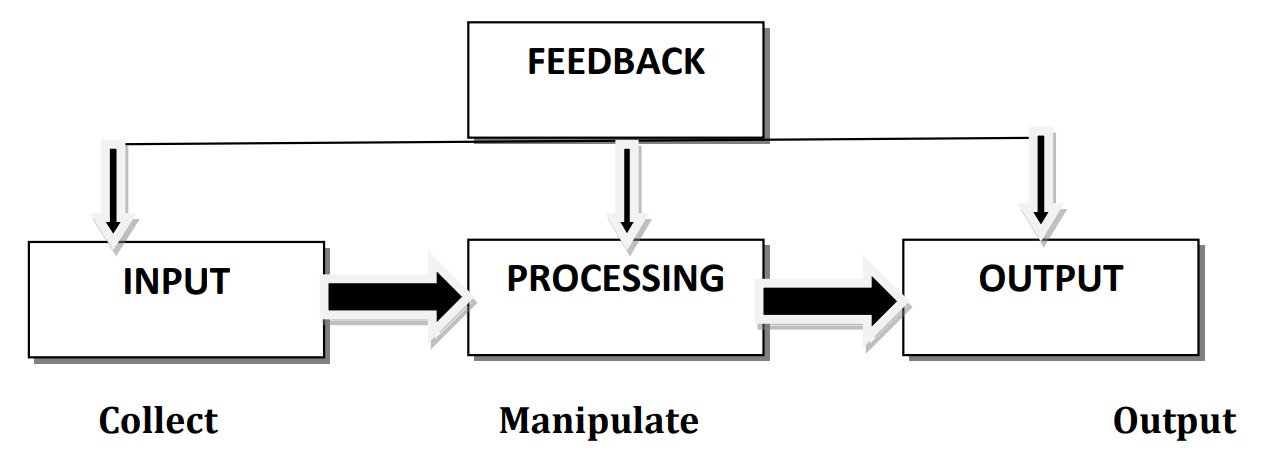 FEEDBACK
INPUT
PROCESSING
OUTPUT
Collect
Manipulate
Output